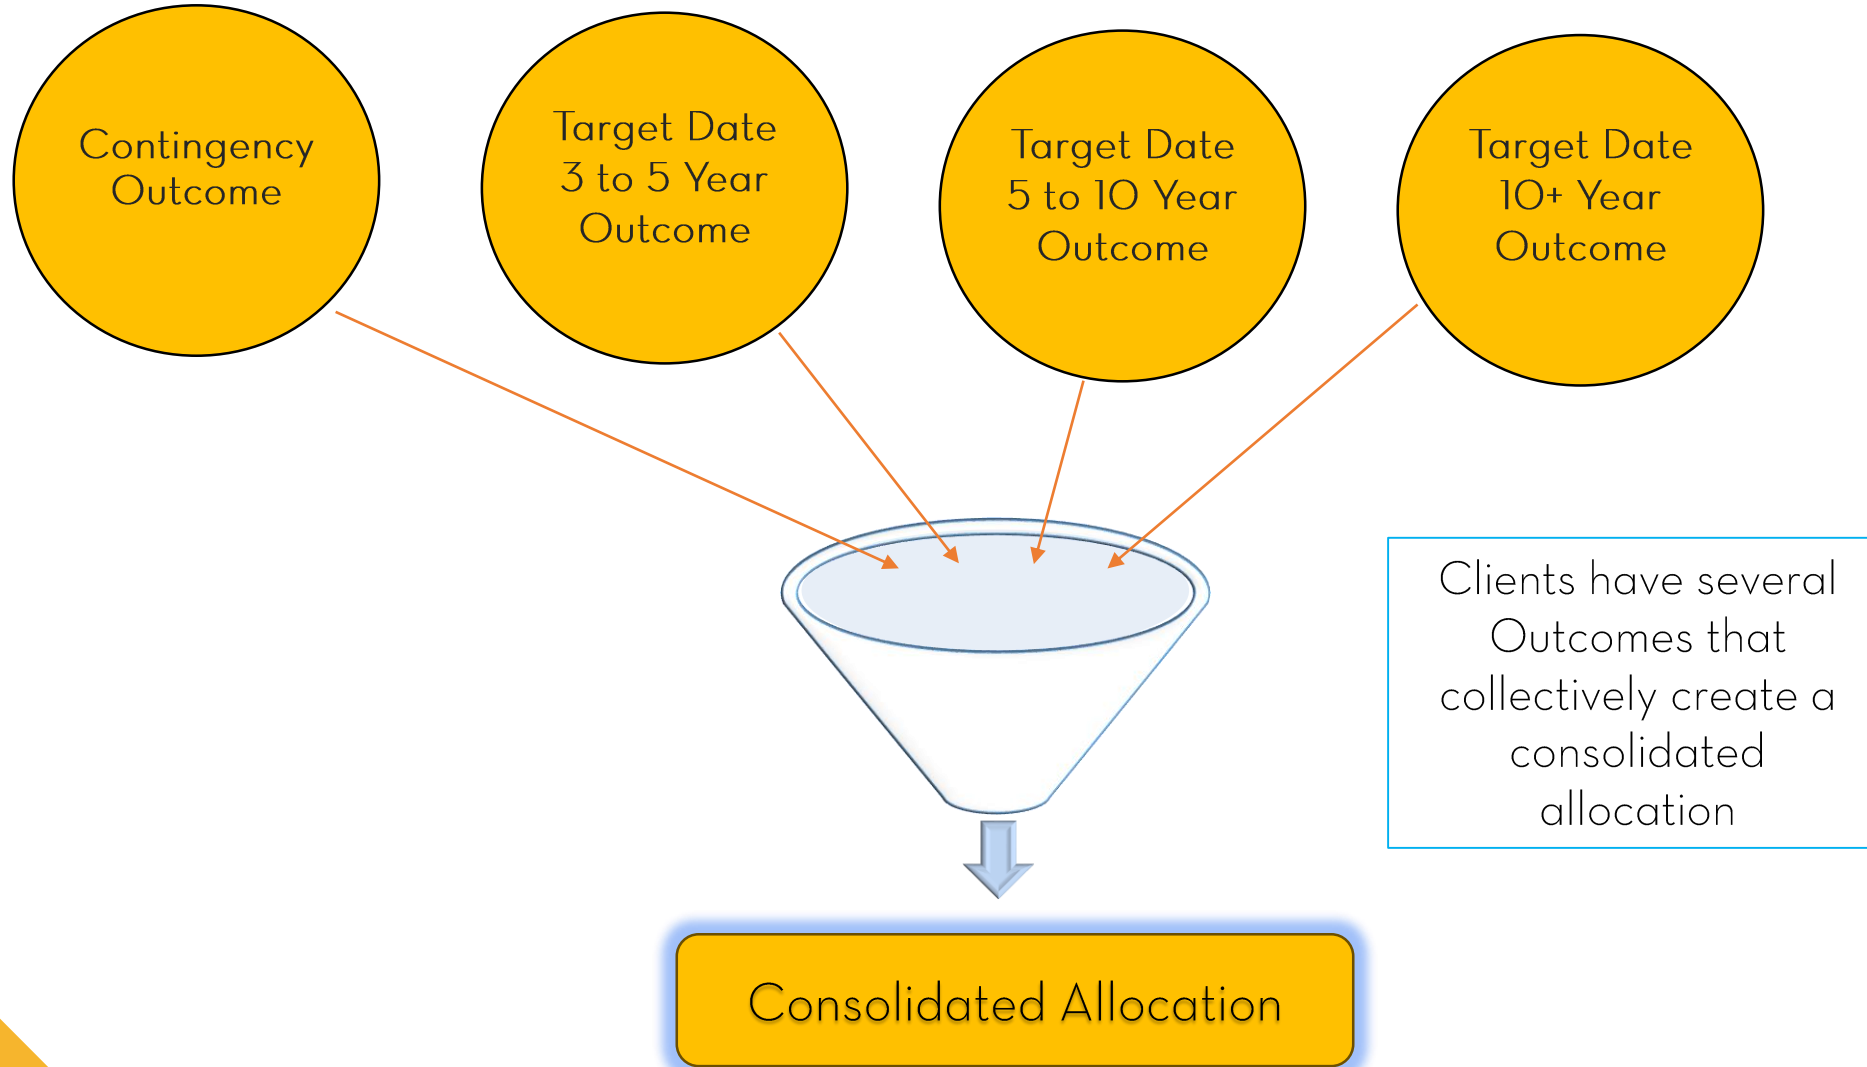 Contingency
Outcome
Target Date
3 to 5 Year
Outcome
Target Date
5 to 10 Year
Outcome
Target Date
10+ Year
Outcome
Clients have several
Outcomes that
collectively create a
consolidated
allocation
Consolidated Allocation